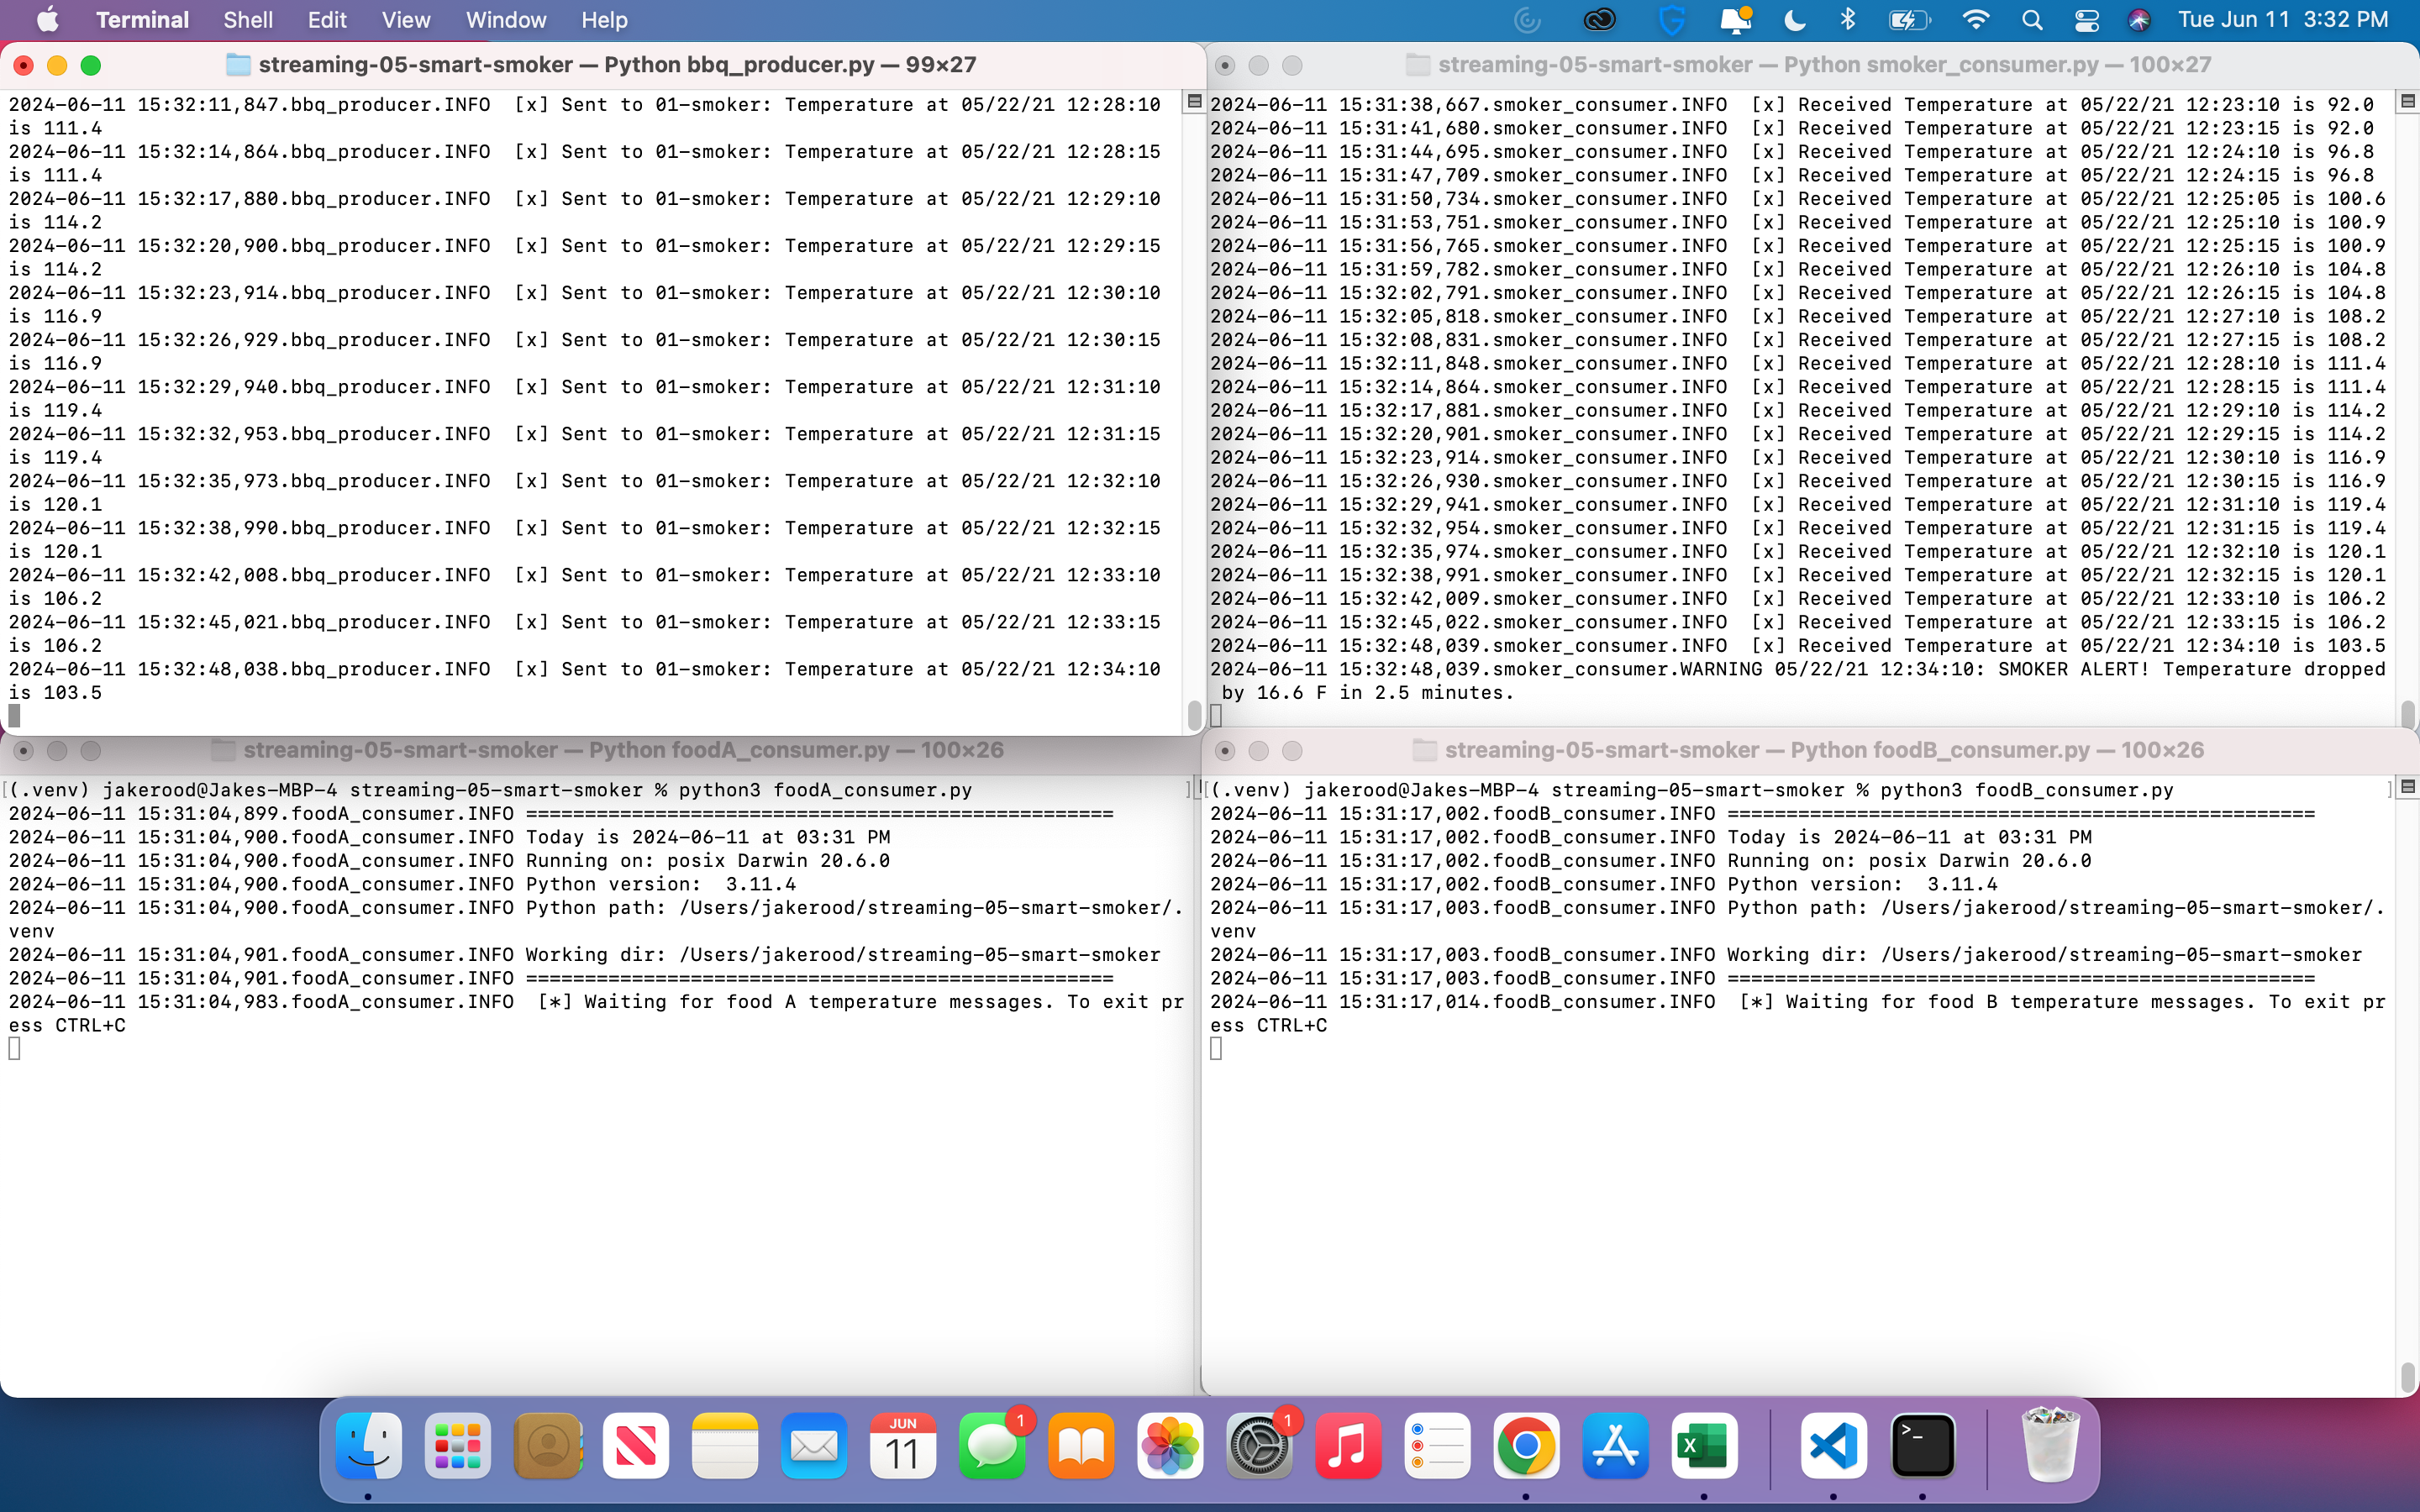 Terminal Shell Edit View Window Help
Tue Jun 11 3:32 PM
streaming-05-smart-smoker — Python bbq_producer.py — 99×27
2024-06-11 15:32:11,847.bbq_producer.INFO  [x] Sent to 01-smoker: Temperature at 05/22/21 12:28:10
is 111.4
2024-06-11 15:32:14,864.bbq_producer.INFO  [x] Sent to 01-smoker: Temperature at 05/22/21 12:28:15
is 111.4
2024-06-11 15:32:17,880.bbq_producer.INFO  [x] Sent to 01-smoker: Temperature at 05/22/21 12:29:10
is 114.2
2024-06-11 15:32:20,900.bbq_producer.INFO  [x] Sent to 01-smoker: Temperature at 05/22/21 12:29:15
is 114.2
2024-06-11 15:32:23,914.bbq_producer.INFO  [x] Sent to 01-smoker: Temperature at 05/22/21 12:30:10
is 116.9
2024-06-11 15:32:26,929.bbq_producer.INFO  [x] Sent to 01-smoker: Temperature at 05/22/21 12:30:15
is 116.9
2024-06-11 15:32:29,940.bbq_producer.INFO  [x] Sent to 01-smoker: Temperature at 05/22/21 12:31:10
is 119.4
2024-06-11 15:32:32,953.bbq_producer.INFO  [x] Sent to 01-smoker: Temperature at 05/22/21 12:31:15
is 119.4
2024-06-11 15:32:35,973.bbq_producer.INFO  [x] Sent to 01-smoker: Temperature at 05/22/21 12:32:10
is 120.1
2024-06-11 15:32:38,990.bbq_producer.INFO  [x] Sent to 01-smoker: Temperature at 05/22/21 12:32:15
is 120.1
2024-06-11 15:32:42,008.bbq_producer.INFO  [x] Sent to 01-smoker: Temperature at 05/22/21 12:33:10
is 106.2
2024-06-11 15:32:45,021.bbq_producer.INFO  [x] Sent to 01-smoker: Temperature at 05/22/21 12:33:15
is 106.2
2024-06-11 15:32:48,038.bbq_producer.INFO  [x] Sent to 01-smoker: Temperature at 05/22/21 12:34:10
is 103.5
streaming-05-smart-smoker — Python smoker_consumer.py — 100×27
2024-06-11 15:31:38,667.smoker_consumer.INFO  [x] Received Temperature at 05/22/21 12:23:10 is 92.0
2024-06-11 15:31:41,680.smoker_consumer.INFO  [x] Received Temperature at 05/22/21 12:23:15 is 92.0
2024-06-11 15:31:44,695.smoker_consumer.INFO  [x] Received Temperature at 05/22/21 12:24:10 is 96.8
2024-06-11 15:31:47,709.smoker_consumer.INFO  [x] Received Temperature at 05/22/21 12:24:15 is 96.8
2024-06-11 15:31:50,734.smoker_consumer.INFO  [x] Received Temperature at 05/22/21 12:25:05 is 100.6
2024-06-11 15:31:53,751.smoker_consumer.INFO  [x] Received Temperature at 05/22/21 12:25:10 is 100.9
2024-06-11 15:31:56,765.smoker_consumer.INFO  [x] Received Temperature at 05/22/21 12:25:15 is 100.9
2024-06-11 15:31:59,782.smoker_consumer.INFO  [x] Received Temperature at 05/22/21 12:26:10 is 104.8
2024-06-11 15:32:02,791.smoker_consumer.INFO  [x] Received Temperature at 05/22/21 12:26:15 is 104.8
2024-06-11 15:32:05,818.smoker_consumer.INFO  [x] Received Temperature at 05/22/21 12:27:10 is 108.2
2024-06-11 15:32:08,831.smoker_consumer.INFO  [x] Received Temperature at 05/22/21 12:27:15 is 108.2
2024-06-11 15:32:11,848.smoker_consumer.INFO  [x] Received Temperature at 05/22/21 12:28:10 is 111.4
2024-06-11 15:32:14,864.smoker_consumer.INFO  [x] Received Temperature at 05/22/21 12:28:15 is 111.4
2024-06-11 15:32:17,881.smoker_consumer.INFO  [x] Received Temperature at 05/22/21 12:29:10 is 114.2
2024-06-11 15:32:20,901.smoker_consumer.INFO  [x] Received Temperature at 05/22/21 12:29:15 is 114.2
2024-06-11 15:32:23,914.smoker_consumer.INFO  [x] Received Temperature at 05/22/21 12:30:10 is 116.9
2024-06-11 15:32:26,930.smoker_consumer.INFO  [x] Received Temperature at 05/22/21 12:30:15 is 116.9
2024-06-11 15:32:29,941.smoker_consumer.INFO  [x] Received Temperature at 05/22/21 12:31:10 is 119.4
2024-06-11 15:32:32,954.smoker_consumer.INFO  [x] Received Temperature at 05/22/21 12:31:15 is 119.4
2024-06-11 15:32:35,974.smoker_consumer.INFO  [x] Received Temperature at 05/22/21 12:32:10 is 120.1
2024-06-11 15:32:38,991.smoker_consumer.INFO  [x] Received Temperature at 05/22/21 12:32:15 is 120.1
2024-06-11 15:32:42,009.smoker_consumer.INFO  [x] Received Temperature at 05/22/21 12:33:10 is 106.2
2024-06-11 15:32:45,022.smoker_consumer.INFO  [x] Received Temperature at 05/22/21 12:33:15 is 106.2
2024-06-11 15:32:48,039.smoker_consumer.INFO  [x] Received Temperature at 05/22/21 12:34:10 is 103.5
2024-06-11 15:32:48,039.smoker_consumer.WARNING 05/22/21 12:34:10: SMOKER ALERT! Temperature dropped
by 16.6 F in 2.5 minutes.
streaming-05-smart-smoker — Python foodA_consumer.py — 100×26
[(.venv) jakerood@Jakes-MBP-4 streaming-05-smart-smoker % python3 foodA_consumer.py ]
2024-06-11 15:31:04,899.foodA_consumer.INFO ==================================================
2024-06-11 15:31:04,900.foodA_consumer.INFO Today is 2024-06-11 at 03:31 PM
2024-06-11 15:31:04,900.foodA_consumer.INFO Running on: posix Darwin 20.6.0
2024-06-11 15:31:04,900.foodA_consumer.INFO Python version:  3.11.4
2024-06-11 15:31:04,900.foodA_consumer.INFO Python path: /Users/jakerood/streaming-05-smart-smoker/.
venv
2024-06-11 15:31:04,901.foodA_consumer.INFO Working dir: /Users/jakerood/streaming-05-smart-smoker
2024-06-11 15:31:04,901.foodA_consumer.INFO ==================================================
2024-06-11 15:31:04,983.foodA_consumer.INFO  [*] Waiting for food A temperature messages. To exit pr
ess CTRL+C
streaming-05-smart-smoker — Python foodB_consumer.py — 100×26
[(.venv) jakerood@Jakes-MBP-4 streaming-05-smart-smoker % python3 foodB_consumer.py ]
2024-06-11 15:31:17,002.foodB_consumer.INFO ==================================================
2024-06-11 15:31:17,002.foodB_consumer.INFO Today is 2024-06-11 at 03:31 PM
2024-06-11 15:31:17,002.foodB_consumer.INFO Running on: posix Darwin 20.6.0
2024-06-11 15:31:17,002.foodB_consumer.INFO Python version:  3.11.4
2024-06-11 15:31:17,003.foodB_consumer.INFO Python path: /Users/jakerood/streaming-05-smart-smoker/.
venv
2024-06-11 15:31:17,003.foodB_consumer.INFO Working dir: /Users/jakerood/streaming-05-smart-smoker
2024-06-11 15:31:17,003.foodB_consumer.INFO ==================================================
2024-06-11 15:31:17,014.foodB_consumer.INFO  [*] Waiting for food B temperature messages. To exit pr
ess CTRL+C
JUN
11
1
1
X
>_